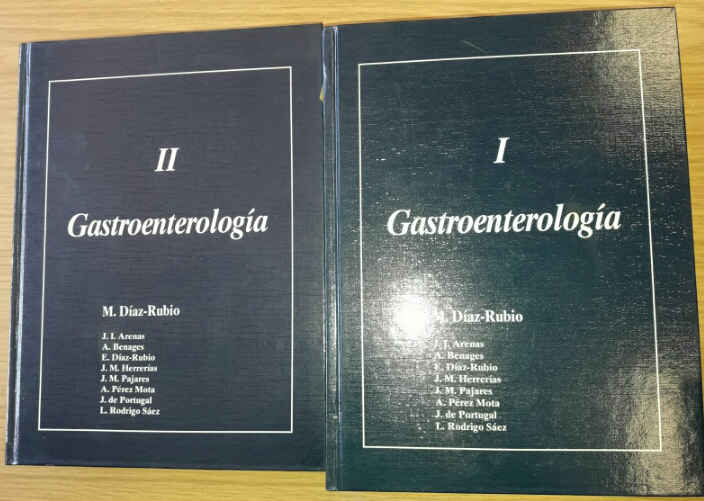 II
Gastroenterología
M. Díaz-Rubio
J. I. Arenas
A. Benages
E. Díaz-Rubio
J. M. Herrerías
J. M. Pajares
A. Pérez Mota
J. de Portugal
L. Rodrigo Sáez
I
Gastroenterología
M. Díaz-Rubio
J. I. Arenas
A. Benages
E. Díaz-Rubio
J. M. Herrerías
J. M. Pajares
A. Pérez Mota
J. de Portugal
L. Rodrigo Sáez